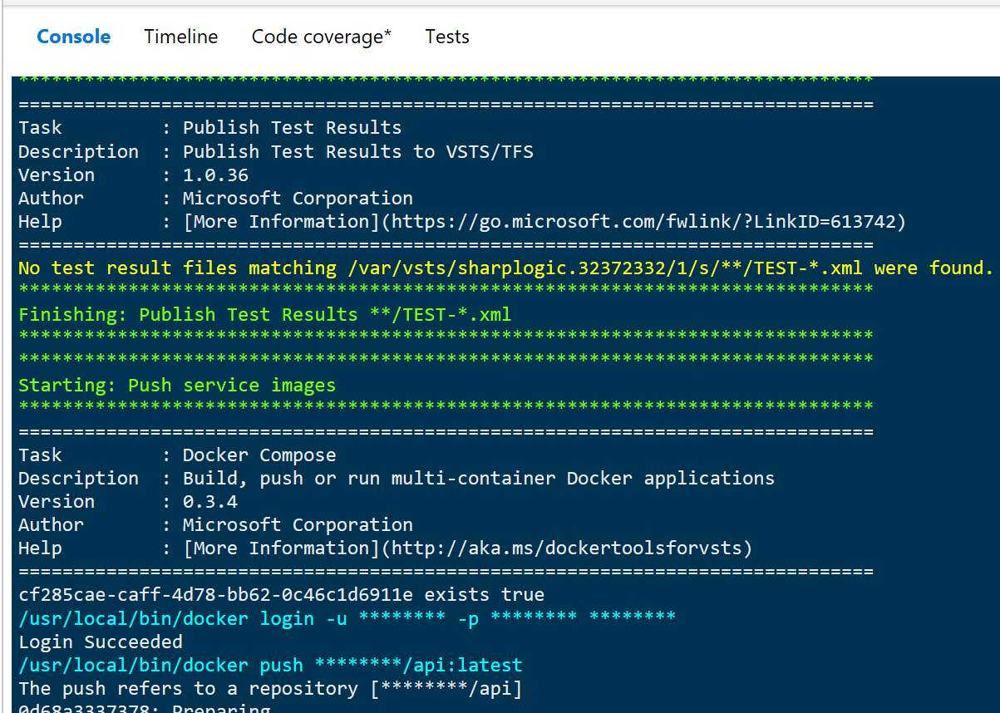 Console Timeline Code coverage* Tests
******************************************************************************
==============================================================================
Task         : Publish Test Results
Description  : Publish Test Results to VSTS/TFS
Version      : 1.0.36
Author       : Microsoft Corporation
Help         : [More Information](https://go.microsoft.com/fwlink/?LinkID=613742)
==============================================================================
No test result files matching /var/vsts/sharplogic.32372332/1/s/**/TEST-*.xml were found.
******************************************************************************
Finishing: Publish Test Results **/TEST-*.xml
******************************************************************************
******************************************************************************
Starting: Push service images
******************************************************************************
==============================================================================
Task         : Docker Compose
Description  : Build, push or run multi-container Docker applications
Version      : 0.3.4
Author       : Microsoft Corporation
Help         : [More Information](http://aka.ms/dockertoolsforvsts)
==============================================================================
cf285cae-caff-4d78-bb62-0c46c1d6911e exists true
/usr/local/bin/docker login -u ******** -p ******** ********
Login Succeeded
/usr/local/bin/docker push ********/api:latest
The push refers to a repository [********/api]
0d68a3337378: Preparing